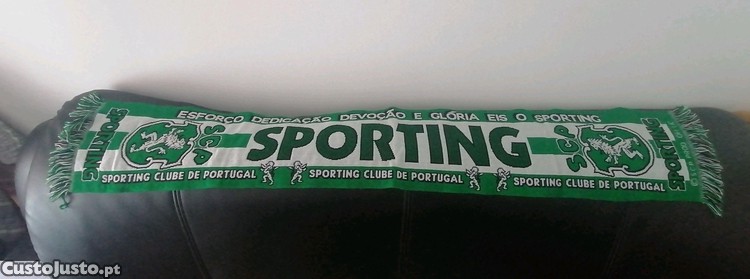 ESFORÇO DEDICAÇÃO DEVOÇÃO E GLÓRIA EIS O SPORTING
SPORTING
SCP
SPORTING
SCP
SPORTING
SPORTING CLUBE DE PORTUGAL
SPORTING CLUBE DE PORTUGAL
SPORTING CLUBE DE PORTUGAL
CustoJusto.pt